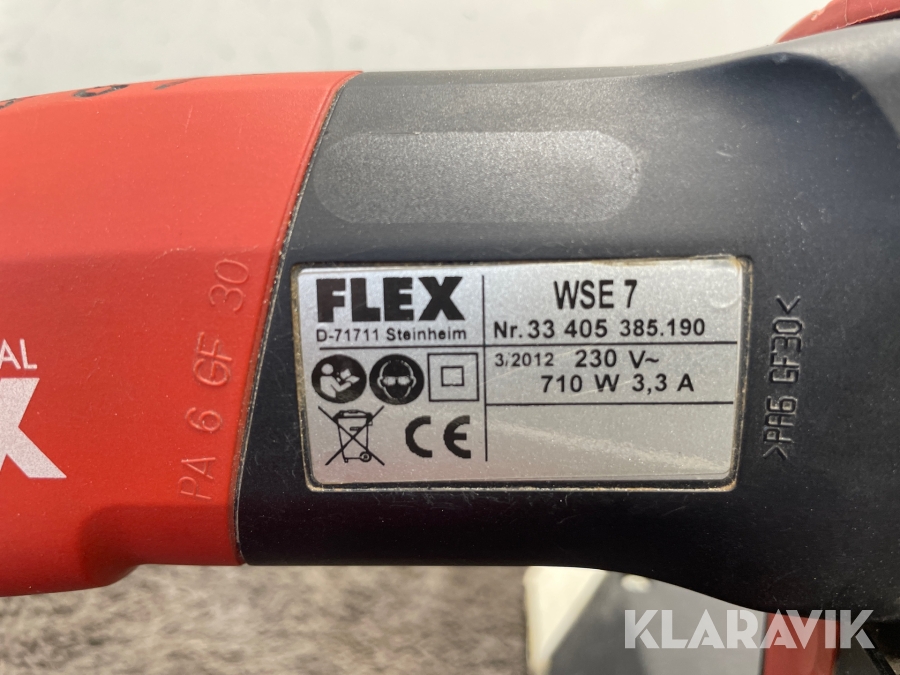 FLEX
D-71711 Steinheim
WSE 7
Nr. 33 405 385.190
3/2012 230 V~
710 W 3,3 A
CE
PA 6 GF 30
>PA6 GF30<
KLARAVIK